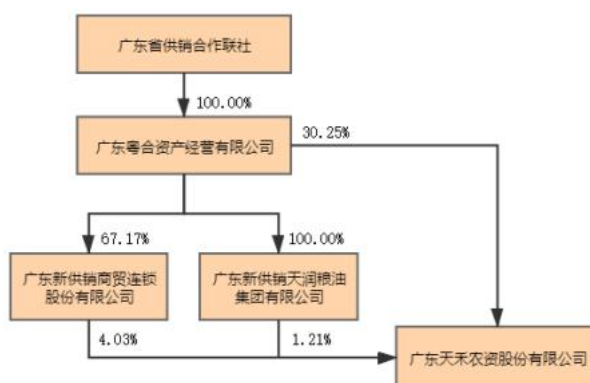 广东省供销合作联社
100.00%
广东粤合资产经营有限公司
30.25%
67.17%
100.00%
广东新供销商贸连锁
股份有限公司
广东新供销天润粮油
集团有限公司
4.03%
1.21%
广东天禾农资股份有限公司